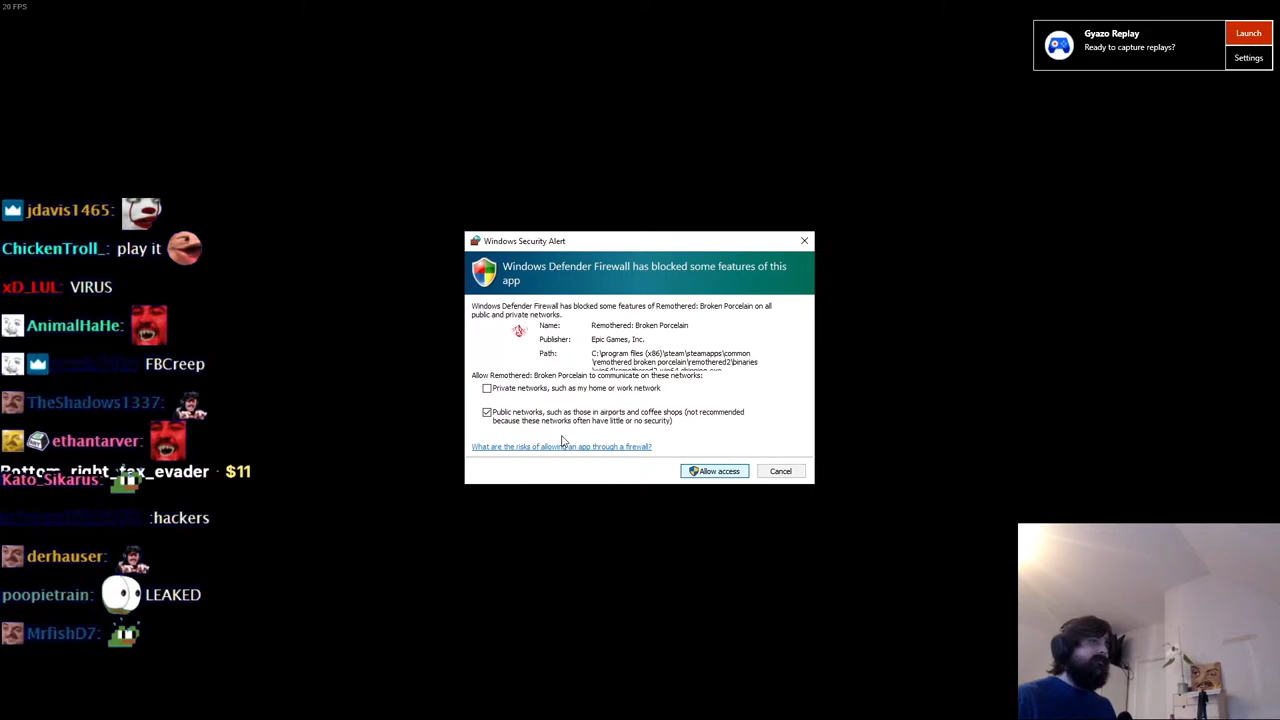 20 FPS
Gyazo Replay
Ready to capture replays?
Launch
Settings
jdavis1465:
ChickenTroll_: play it
xD_LUL: VIRUS
AnimalHaHe:
FBCreep
TheShadows1337:
ethantarver:
Bottom_right_tax_evader - $11
Kato_Sikarus:
:hackers
derhauser:
poopietrain: LEAKED
MrfishD7:
Windows Security Alert
Windows Defender Firewall has blocked some features of this
app
Windows Defender Firewall has blocked some features of Remothered: Broken Porcelain on all
public and private networks.
Name: Remothered: Broken Porcelain
Publisher: Epic Games, Inc.
Path: C:\program files (x86)\steam\steamapps\common
\remothered broken porcelain\remothered2\binaries
\win64\remothered2-win64-shipping.exe
Allow Remothered: Broken Porcelain to communicate on these networks:
Private networks, such as my home or work network
Public networks, such as those in airports and coffee shops (not recommended
because these networks often have little or no security)
What are the risks of allowing an app through a firewall?
Allow access
Cancel